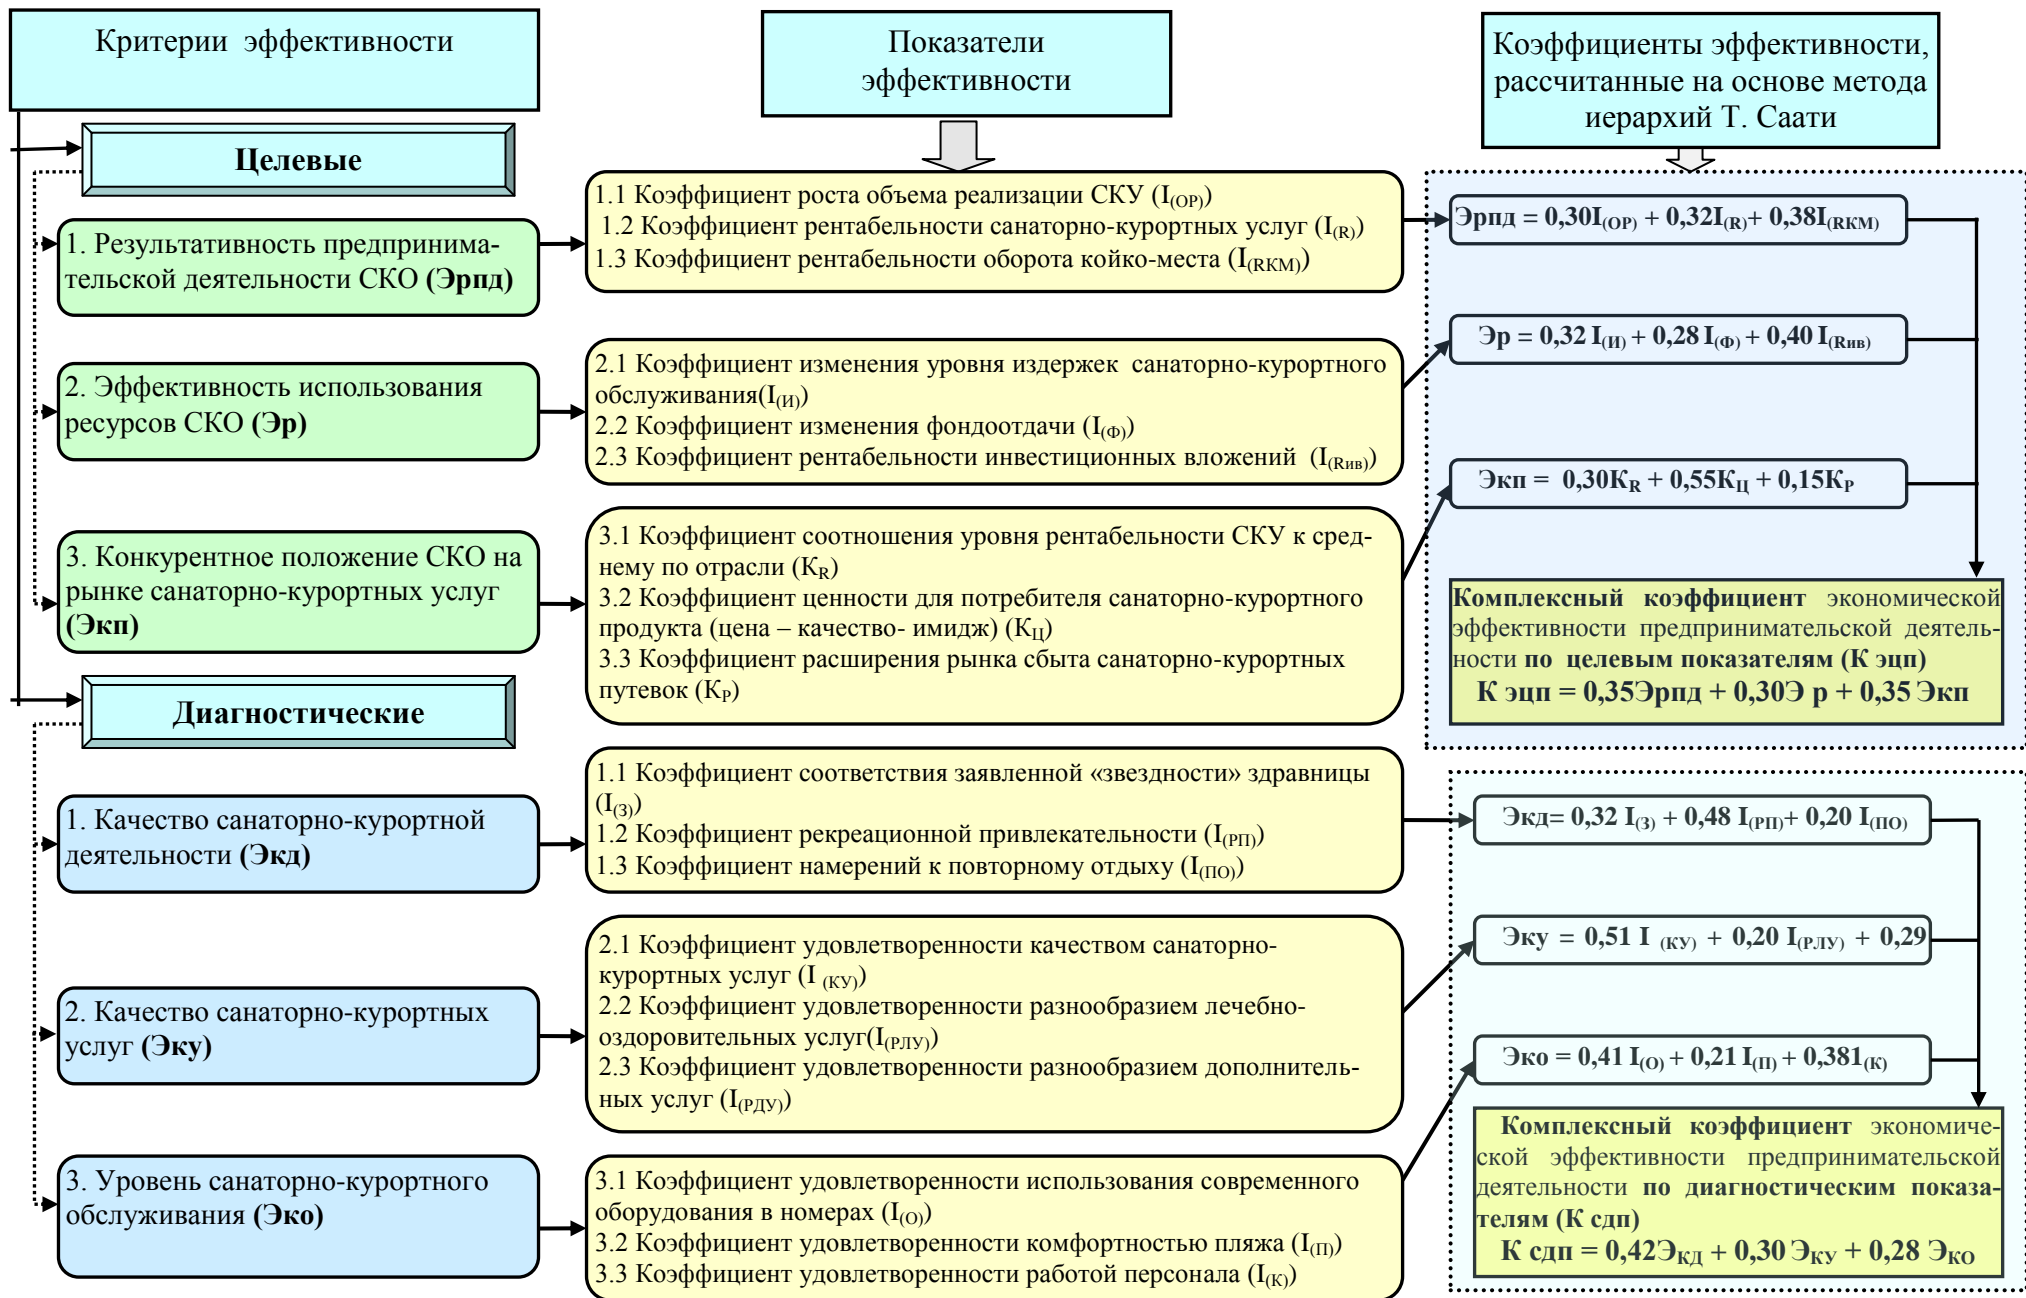 Критерии эффективности
Показатели
эффективности
Коэффициенты эффективности,
рассчитанные на основе метода
иерархий Т. Саати
Целевые
1. Результативность предпринима-
тельской деятельности СКО (Эрпд)
1.1 Коэффициент роста объема реализации СКУ (I(ОР))
1.2 Коэффициент рентабельности санаторно-курортных услуг (I(R))
1.3 Коэффициент рентабельности оборота койко-места (I(RКМ))
Эрпд = 0,30I(ОР) + 0,32I(R)+ 0,38I(RКМ)
2. Эффективность использования
ресурсов СКО (Эр)
2.1 Коэффициент изменения уровня издержек санаторно-курортного
обслуживания(I(И))
2.2 Коэффициент изменения фондоотдачи (I(Ф))
2.3 Коэффициент рентабельности инвестиционных вложений (I(Rив))
Эр = 0,32 I(И) + 0,28 I(Ф) + 0,40 I(Rив)
3. Конкурентное положение СКО на
рынке санаторно-курортных услуг
(Экп)
3.1 Коэффициент соотношения уровня рентабельности СКУ к сред-
нему по отрасли (КR)
3.2 Коэффициент ценности для потребителя санаторно-курортного
продукта (цена – качество- имидж) (КЦ)
3.3 Коэффициент расширения рынка сбыта санаторно-курортных
путевок (КР)
Экп = 0,30КR + 0,55КЦ + 0,15КР
Комплексный коэффициент экономической
эффективности предпринимательской деятель-
ности по целевым показателям (К эцп)
К эцп = 0,35Эрпд + 0,30Э р + 0,35 Экп
Диагностические
1. Качество санаторно-курортной
деятельности (Экд)
1.1 Коэффициент соответствия заявленной «звездности» здравницы
(I(З))
1.2 Коэффициент рекреационной привлекательности (I(РП))
1.3 Коэффициент намерений к повторному отдыху (I(ПО))
Экд= 0,32 I(З) + 0,48 I(РП)+ 0,20 I(ПО)
2. Качество санаторно-курортных
услуг (Эку)
2.1 Коэффициент удовлетворенности качеством санаторно-
курортных услуг (I (КУ))
2.2 Коэффициент удовлетворенности разнообразием лечебно-
оздоровительных услуг(I(РЛУ))
2.3 Коэффициент удовлетворенности разнообразием дополнитель-
ных услуг (I(РДУ))
Эку = 0,51 I (КУ) + 0,20 I(РЛУ) + 0,29
3. Уровень санаторно-курортного
обслуживания (Эко)
3.1 Коэффициент удовлетворенности использования современного
оборудования в номерах (I(О))
3.2 Коэффициент удовлетворенности комфортностью пляжа (I(П))
3.3 Коэффициент удовлетворенности работой персонала (I(К))
Эко = 0,41 I(О) + 0,21 I(П) + 0,381(К)
Комплексный коэффициент экономиче-
ской эффективности предпринимательской
деятельности по диагностическим показа-
телям (К сдп)
К сдп = 0,42ЭКД + 0,30 ЭКУ + 0,28 ЭКО